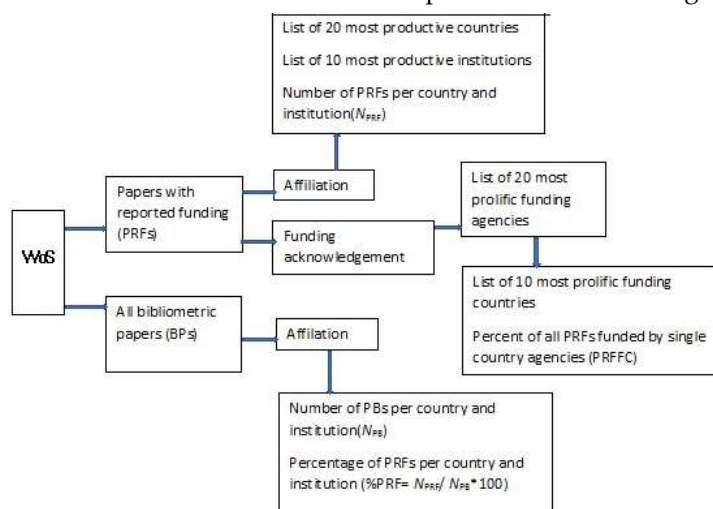 List of 20 most productive countries
List of 10 most productive institutions
Number of PRFs per country and
institution(NPRF)
Papers with
reported funding
(PRFs)
Affiliation
Funding
acknowledgement
List of 20 most
prolific funding
agencies
WoS
List of 10 most prolific funding
countries
Percent of all PRFs funded by single
country agencies (PRFFC)
All bibliometric
papers (BPs)
Affilation
Number of PBs per country and
institution(NPB)
Percentage of PRFs per country and
institution (%PRF= NPRF/ NPB*100)